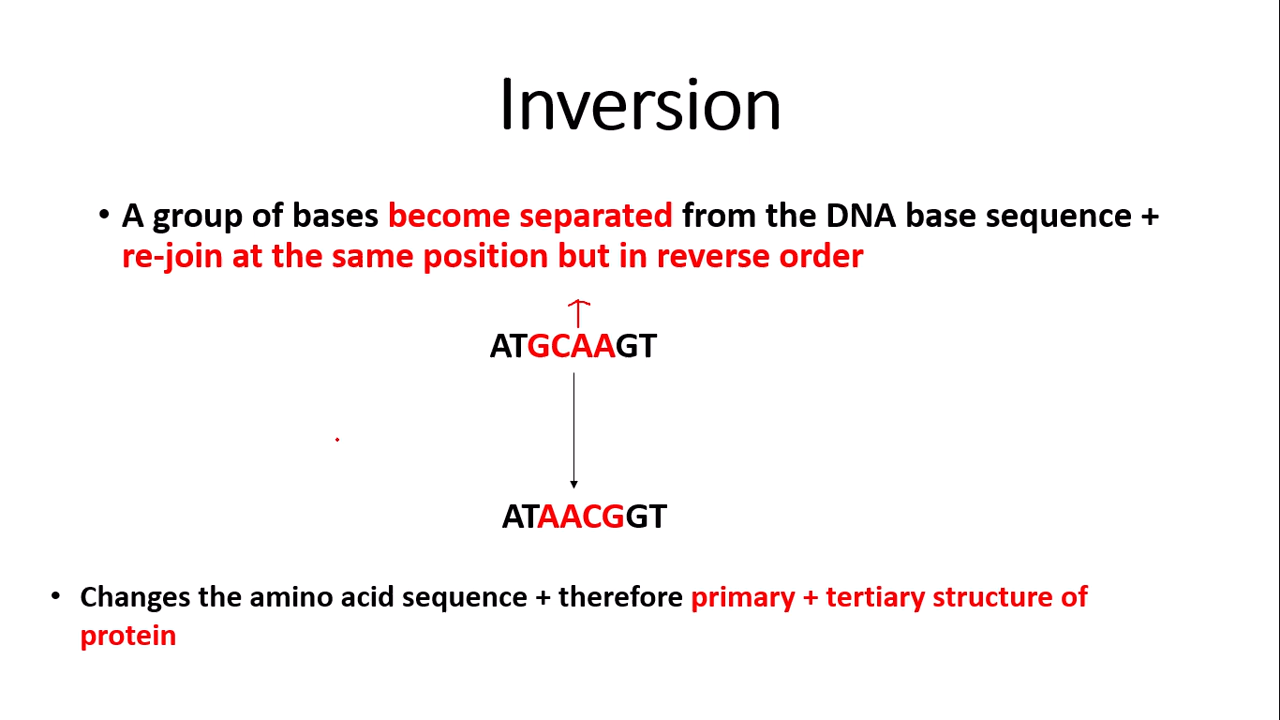 Inversion
• A group of bases become separated from the DNA base sequence +
re-join at the same position but in reverse order
ATGCAAGT
ATAACGGT
• Changes the amino acid sequence + therefore primary + tertiary structure of
protein